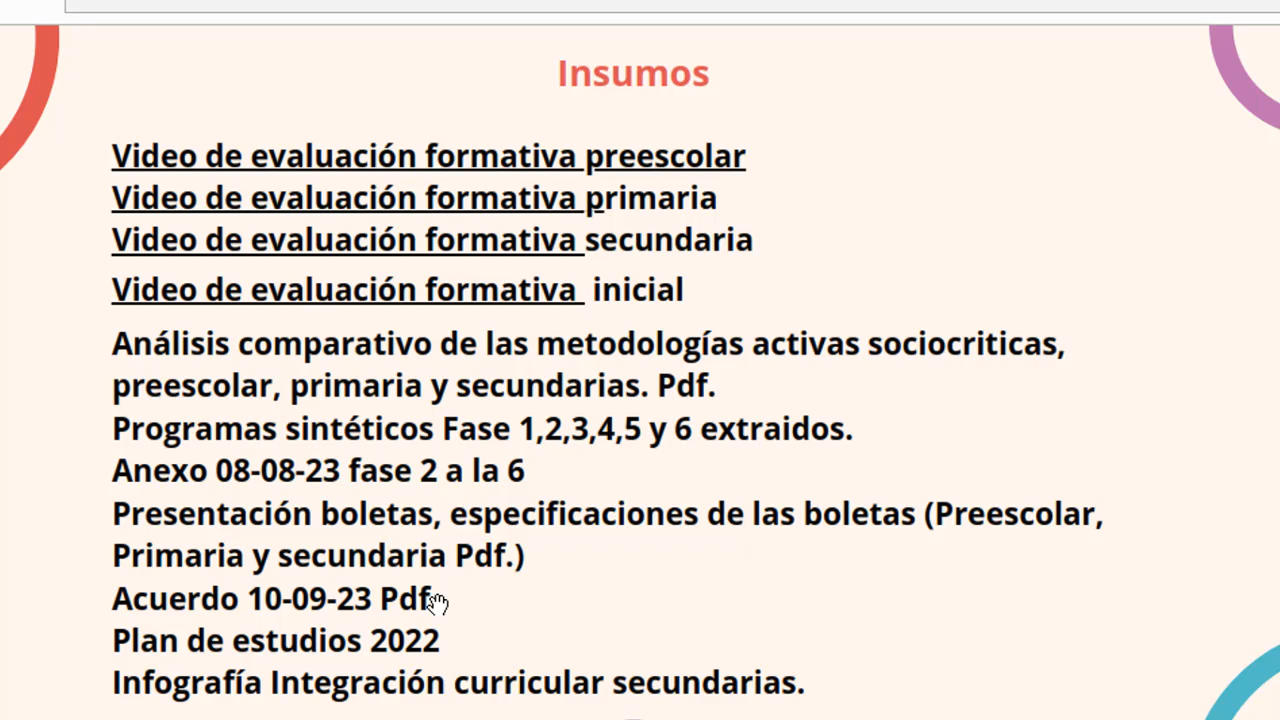 Insumos
Video de evaluación formativa preescolar
Video de evaluación formativa primaria
Video de evaluación formativa secundaria
Video de evaluación formativa  inicial
Análisis comparativo de las metodologías activas sociocriticas,
preescolar, primaria y secundarias. Pdf.
Programas sintéticos Fase 1,2,3,4,5 y 6 extraidos.
Anexo 08-08-23 fase 2 a la 6
Presentación boletas, especificaciones de las boletas (Preescolar,
Primaria y secundaria Pdf.)
Acuerdo 10-09-23 Pdf
Plan de estudios 2022
Infografía Integración curricular secundarias.